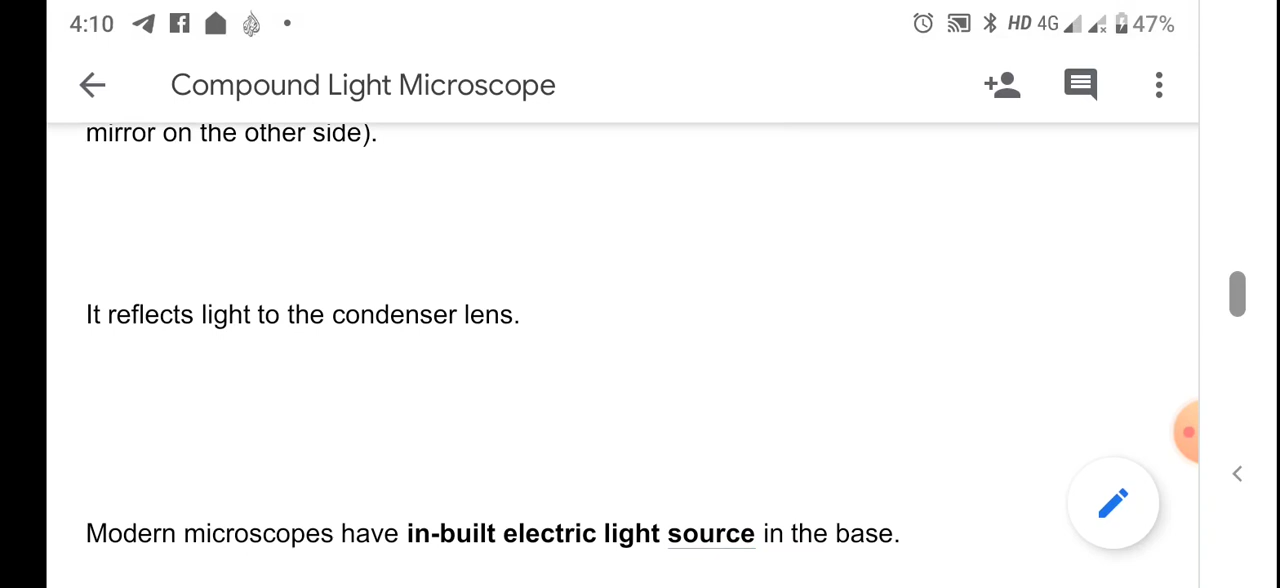 4:10 HD 4G 47%
Compound Light Microscope
mirror on the other side).
It reflects light to the condenser lens.
Modern microscopes have in-built electric light source in the base.